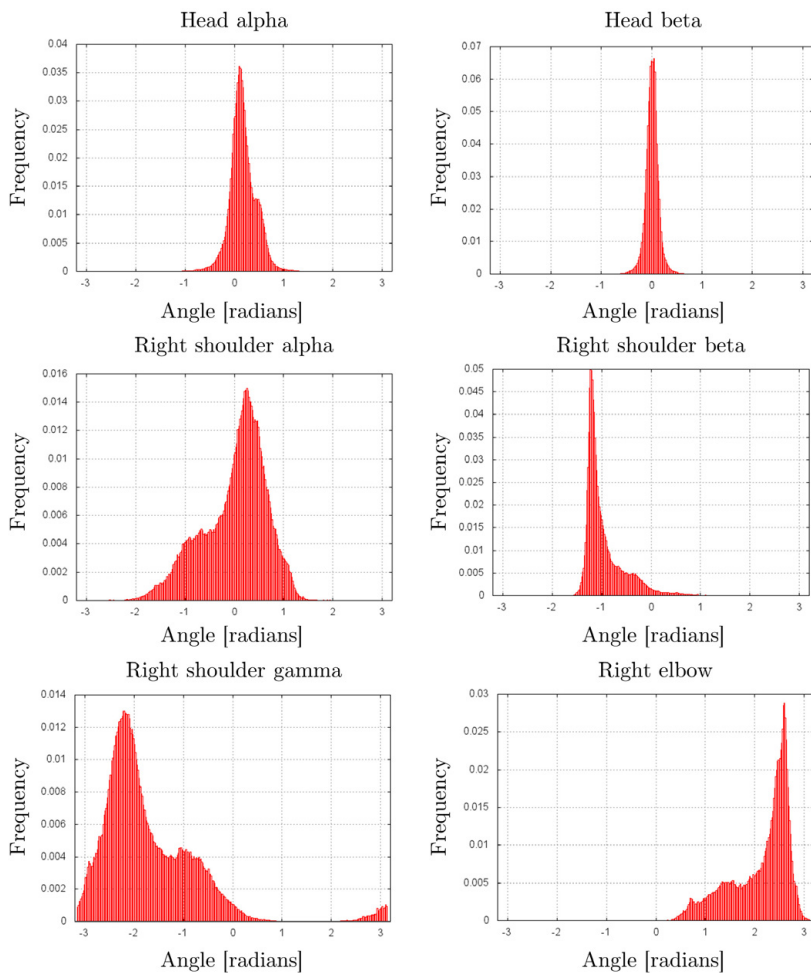 Head alpha
0.04
0.035
0.03
0.025
0.02
0.015
0.01
0.005
0
Frequency
-3 -2 -1 0 1 2 3
Angle [radians]
Head beta
0.07
0.06
0.05
0.04
0.03
0.02
0.01
0
Frequency
-3 -2 -1 0 1 2 3
Angle [radians]
Right shoulder alpha
0.016
0.014
0.012
0.01
0.008
0.006
0.004
0.002
0
Frequency
-3 -2 -1 0 1 2 3
Angle [radians]
Right shoulder beta
0.05
0.045
0.04
0.035
0.03
0.025
0.02
0.015
0.01
0.005
0
Frequency
-3 -2 -1 0 1 2 3
Angle [radians]
Right shoulder gamma
0.014
0.012
0.01
0.008
0.006
0.004
0.002
0
Frequency
-3 -2 -1 0 1 2 3
Angle [radians]
Right elbow
0.03
0.025
0.02
0.015
0.01
0.005
0
Frequency
-3 -2 -1 0 1 2 3
Angle [radians]